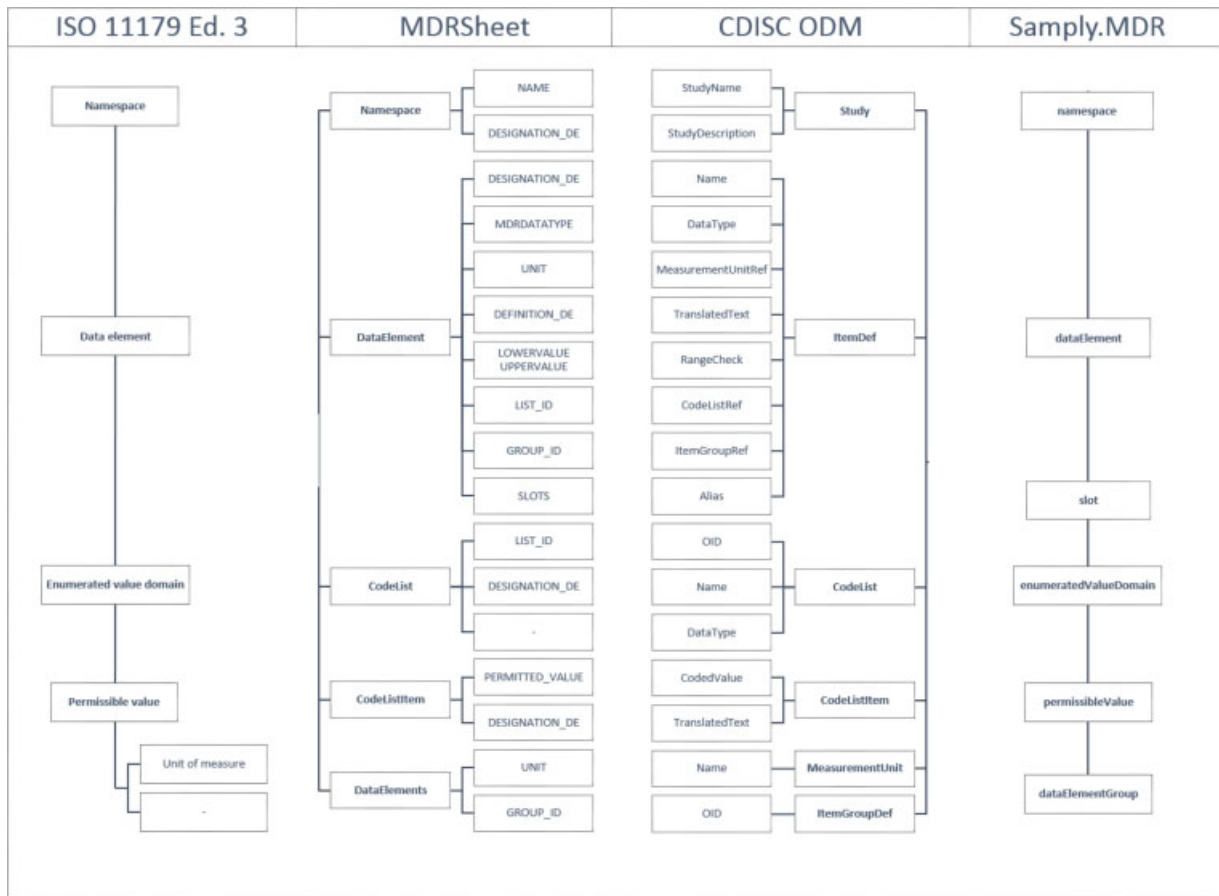 ISO 11179 Ed. 3
MDRSheet
CDISC ODM
Samply.MDR
Namespace
Data element
Enumerated value domain
Permissible value
Unit of measure
-
Namespace
NAME
DESIGNATION_DE
DataElement
DESIGNATION_DE
MDRDATATYPE
UNIT
DEFINITION_DE
LOWERVALUE
UPPERVALUE
LIST_ID
GROUP_ID
SLOTS
CodeList
LIST_ID
DESIGNATION_DE
-
CodeListItem
PERMITTED_VALUE
DESIGNATION_DE
DataElements
UNIT
GROUP_ID
StudyName
StudyDescription
Study
Name
DataType
MeasurementUnitRef
TranslatedText
RangeCheck
CodeListRef
ItemGroupRef
Alias
ItemDef
OID
Name
DataType
CodeList
CodedValue
TranslatedText
CodeListItem
Name
MeasurementUnit
OID
ItemGroupDef
namespace
dataElement
slot
enumeratedValueDomain
permissibleValue
dataElementGroup